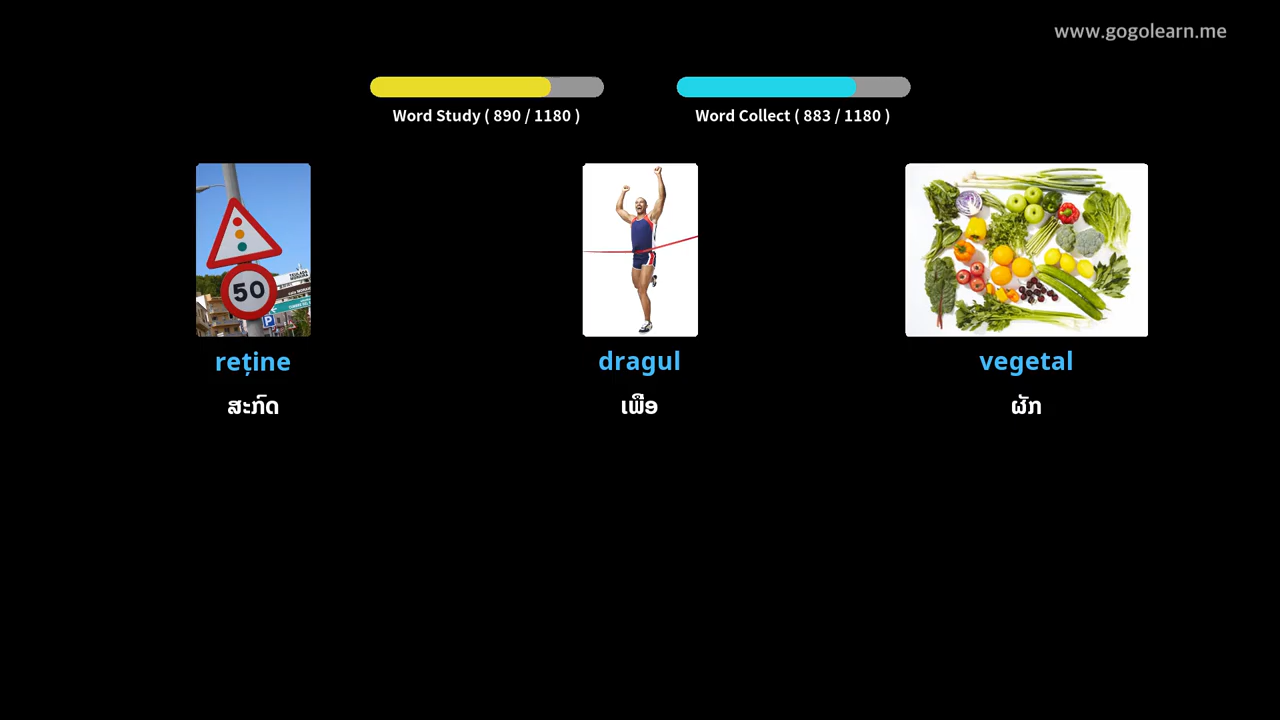 www.gogolearn.me
Word Study ( 890 / 1180 )
Word Collect ( 883 / 1180 )
50
P
reține
dragul
vegetal
ສະກົດ
ເພື່ອ
ຜັກ